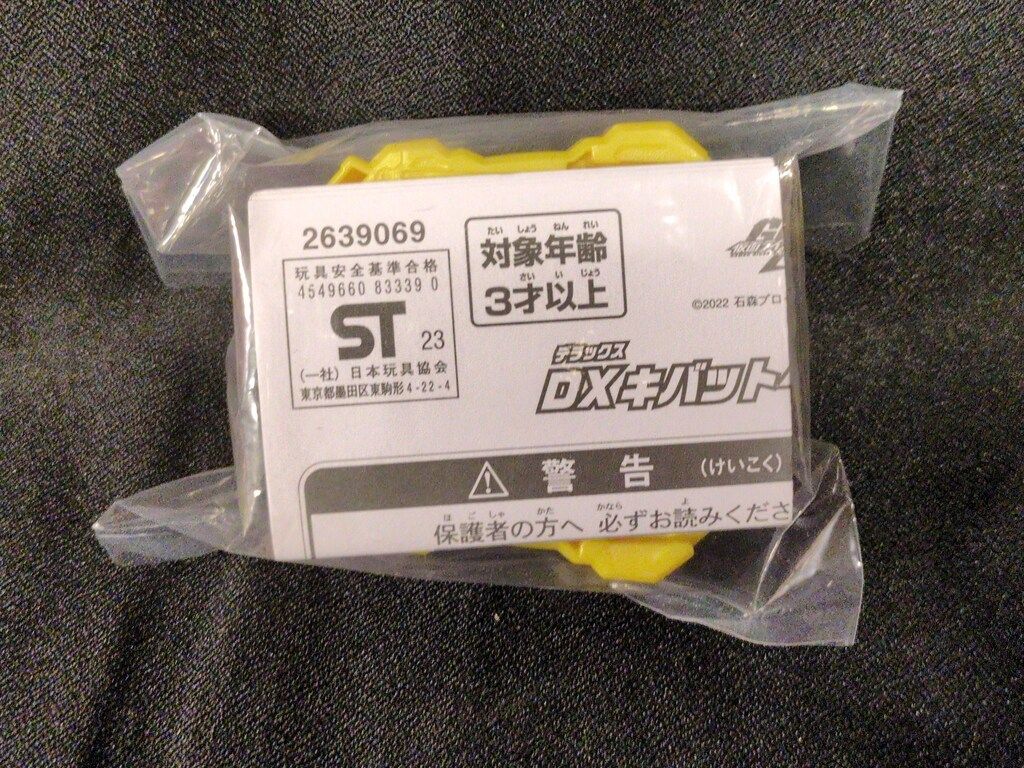 2639069
玩具安全基準合格
4549660 83339 0
ST 23
(一社) 日本玩具協会
東京都墨田区東駒形4-22-4
たい しょう ねん れい
対象年齢
さい い じょう
3才以上
©2022 石森プロ
デラックス
DXキバット
警告 (けいこく)
ほ ご しゃ かた かなら よ
保護者の方へ 必ずお読みくださ